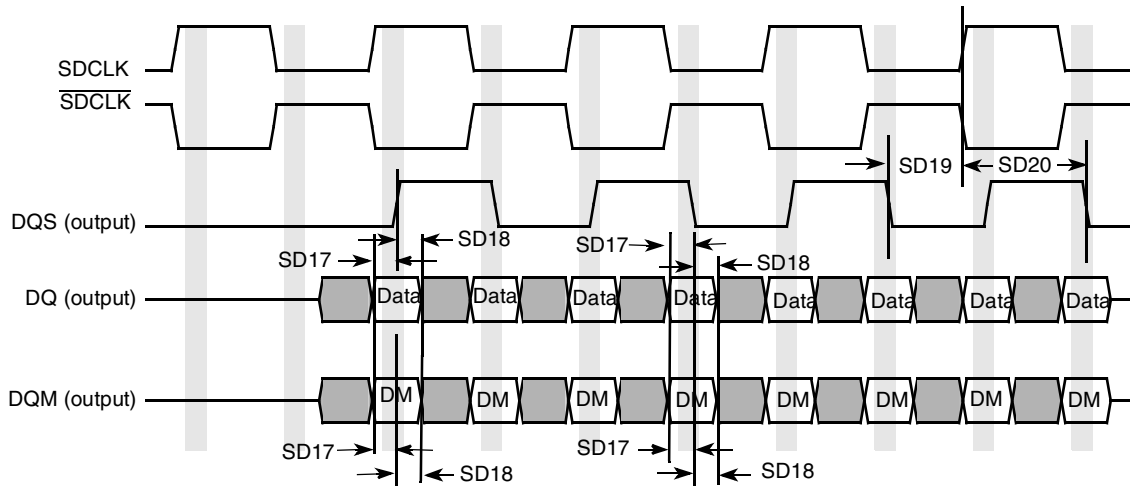 SDCLK
SDCLK
SD19 SD20
DQS (output)
SD17 SD18 SD17 SD18
DQ (output) Data Data Data Data Data Data Data Data
DQM (output) DM DM DM DM DM DM DM DM
SD17 SD18 SD17 SD18